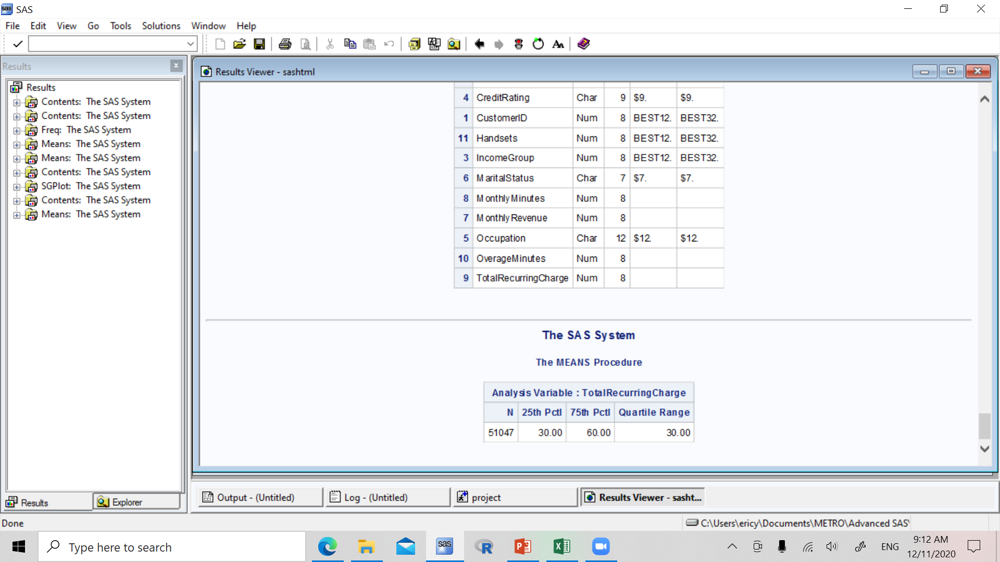 SAS
File Edit View Go Tools Solutions Window Help
Results
Results
Contents: The SAS System
Contents: The SAS System
Freq: The SAS System
Means: The SAS System
Means: The SAS System
Contents: The SAS System
SGPlot: The SAS System
Contents: The SAS System
Means: The SAS System
Results Viewer - sashtml
4 CreditRating Char 9 $9. $9.
1 CustomerID Num 8 BEST12. BEST32.
11 Handsets Num 8 BEST12. BEST32.
3 IncomeGroup Num 8 BEST12. BEST32.
6 MaritalStatus Char 7 $7. $7.
8 MonthlyMinutes Num 8
7 MonthlyRevenue Num 8
5 Occupation Char 12 $12. $12.
10 OverageMinutes Num 8
9 TotalRecurringCharge Num 8
The SAS System
The MEANS Procedure
Analysis Variable : TotalRecurringCharge
N 25th Pctl 75th Pctl Quartile Range
51047 30.00 60.00 30.00
Results Explorer
Output - (Untitled) Log - (Untitled) project Results Viewer - sasht...
Done C:\Users\ericy\Documents\METRO\Advanced SAS\
Type here to search
sas
ENG
9:12 AM
12/11/2020